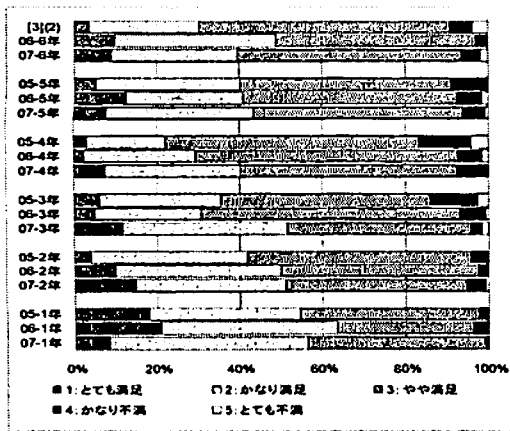 [3](2)
06-6年
07-6年
05-5年
06-5年
07-5年
05-4年
06-4年
07-4年
05-3年
06-3年
07-3年
05-2年
06-2年
07-2年
05-1年
06-1年
07-1年
0% 20% 40% 60% 80% 100%
■1:とても満足 □2:かなり満足 ▨3:やや満足
■4:かなり不満 □5:とても不満